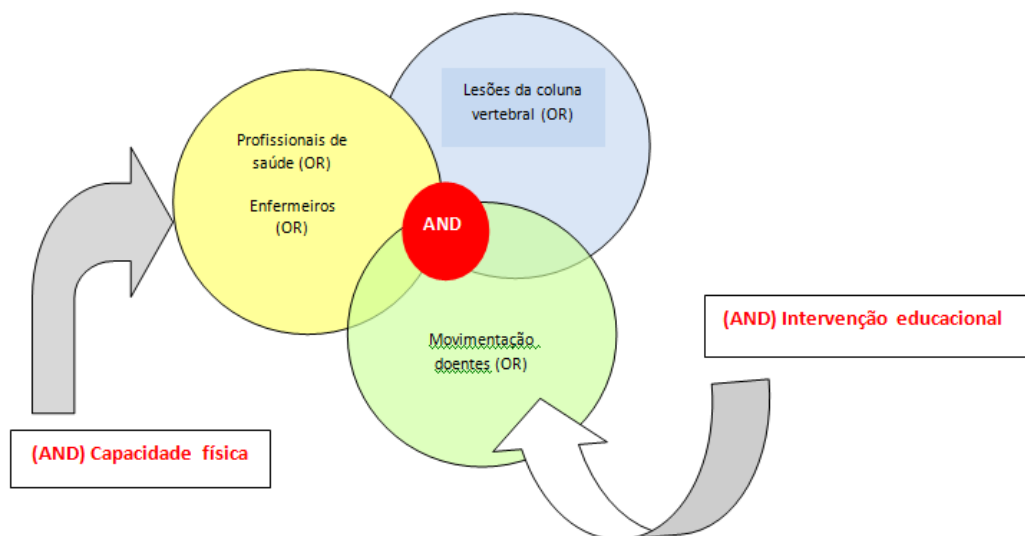 Lesões da coluna
vertebral (OR)
Profissionais de
saúde (OR)
Enfermeiros
(OR)
AND
(AND) Intervenção educacional
Movimentação
doentes (OR)
(AND) Capacidade física